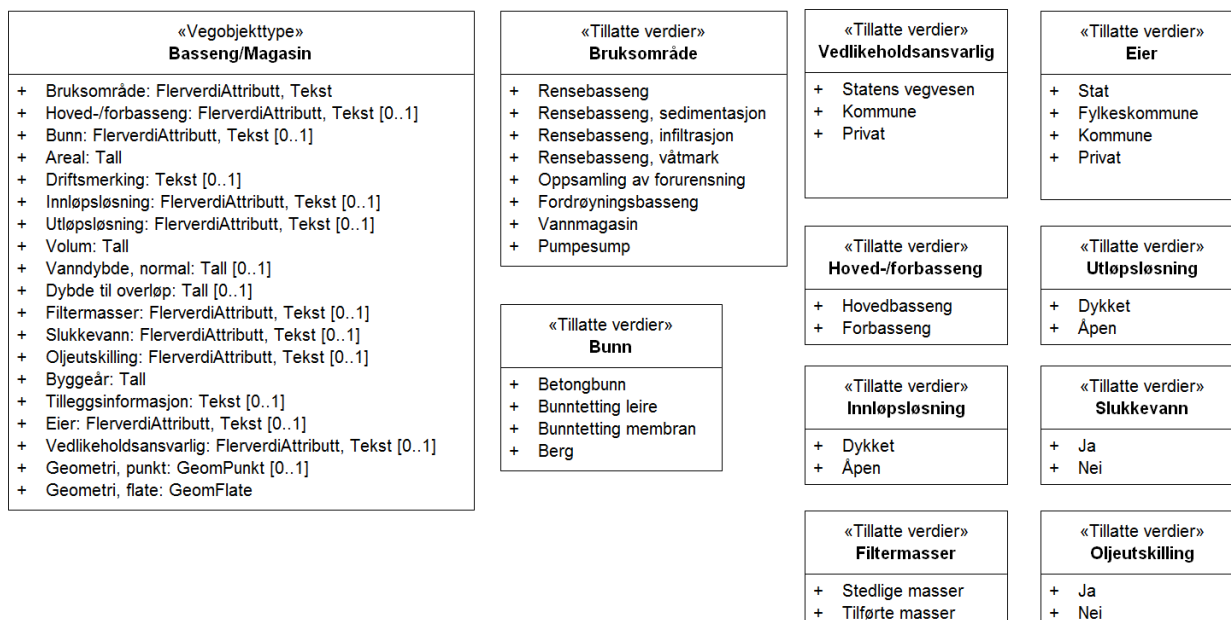 «Vegobjekttype»
Basseng/Magasin
+ Bruksområde: FlerverdiAttributt, Tekst
+ Hoved-/forbasseng: FlerverdiAttributt, Tekst [0..1]
+ Bunn: FlerverdiAttributt, Tekst [0..1]
+ Areal: Tall
+ Driftsmerking: Tekst [0..1]
+ Innløpsløsning: FlerverdiAttributt, Tekst [0..1]
+ Utløpsløsning: FlerverdiAttributt, Tekst [0..1]
+ Volum: Tall
+ Vanndybde, normal: Tall [0..1]
+ Dybde til overløp: Tall [0..1]
+ Filtermasser: FlerverdiAttributt, Tekst [0..1]
+ Slukkevann: FlerverdiAttributt, Tekst [0..1]
+ Oljeutskilling: FlerverdiAttributt, Tekst [0..1]
+ Byggeår: Tall
+ Tilleggsinformasjon: Tekst [0..1]
+ Eier: FlerverdiAttributt, Tekst [0..1]
+ Vedlikeholdsansvarlig: FlerverdiAttributt, Tekst [0..1]
+ Geometri, punkt: GeomPunkt [0..1]
+ Geometri, flate: GeomFlate
«Tillatte verdier»
Bruksområde
+ Rensebasseng
+ Rensebasseng, sedimentasjon
+ Rensebasseng, infiltrasjon
+ Rensebasseng, våtmark
+ Oppsamling av forurensning
+ Fordrøyningsbasseng
+ Vannmagasin
+ Pumpesump
«Tillatte verdier»
Bunn
+ Betongbunn
+ Bunntetting leire
+ Bunntetting membran
+ Berg
«Tillatte verdier»
Vedlikeholdsansvarlig
+ Statens vegvesen
+ Kommune
+ Privat
«Tillatte verdier»
Eier
+ Stat
+ Fylkeskommune
+ Kommune
+ Privat
«Tillatte verdier»
Hoved-/forbasseng
+ Hovedbasseng
+ Forbasseng
«Tillatte verdier»
Utløpsløsning
+ Dykket
+ Åpen
«Tillatte verdier»
Innløpsløsning
+ Dykket
+ Åpen
«Tillatte verdier»
Slukkevann
+ Ja
+ Nei
«Tillatte verdier»
Filtermasser
+ Stedlige masser
+ Tilførte masser
«Tillatte verdier»
Oljeutskilling
+ Ja
+ Nei